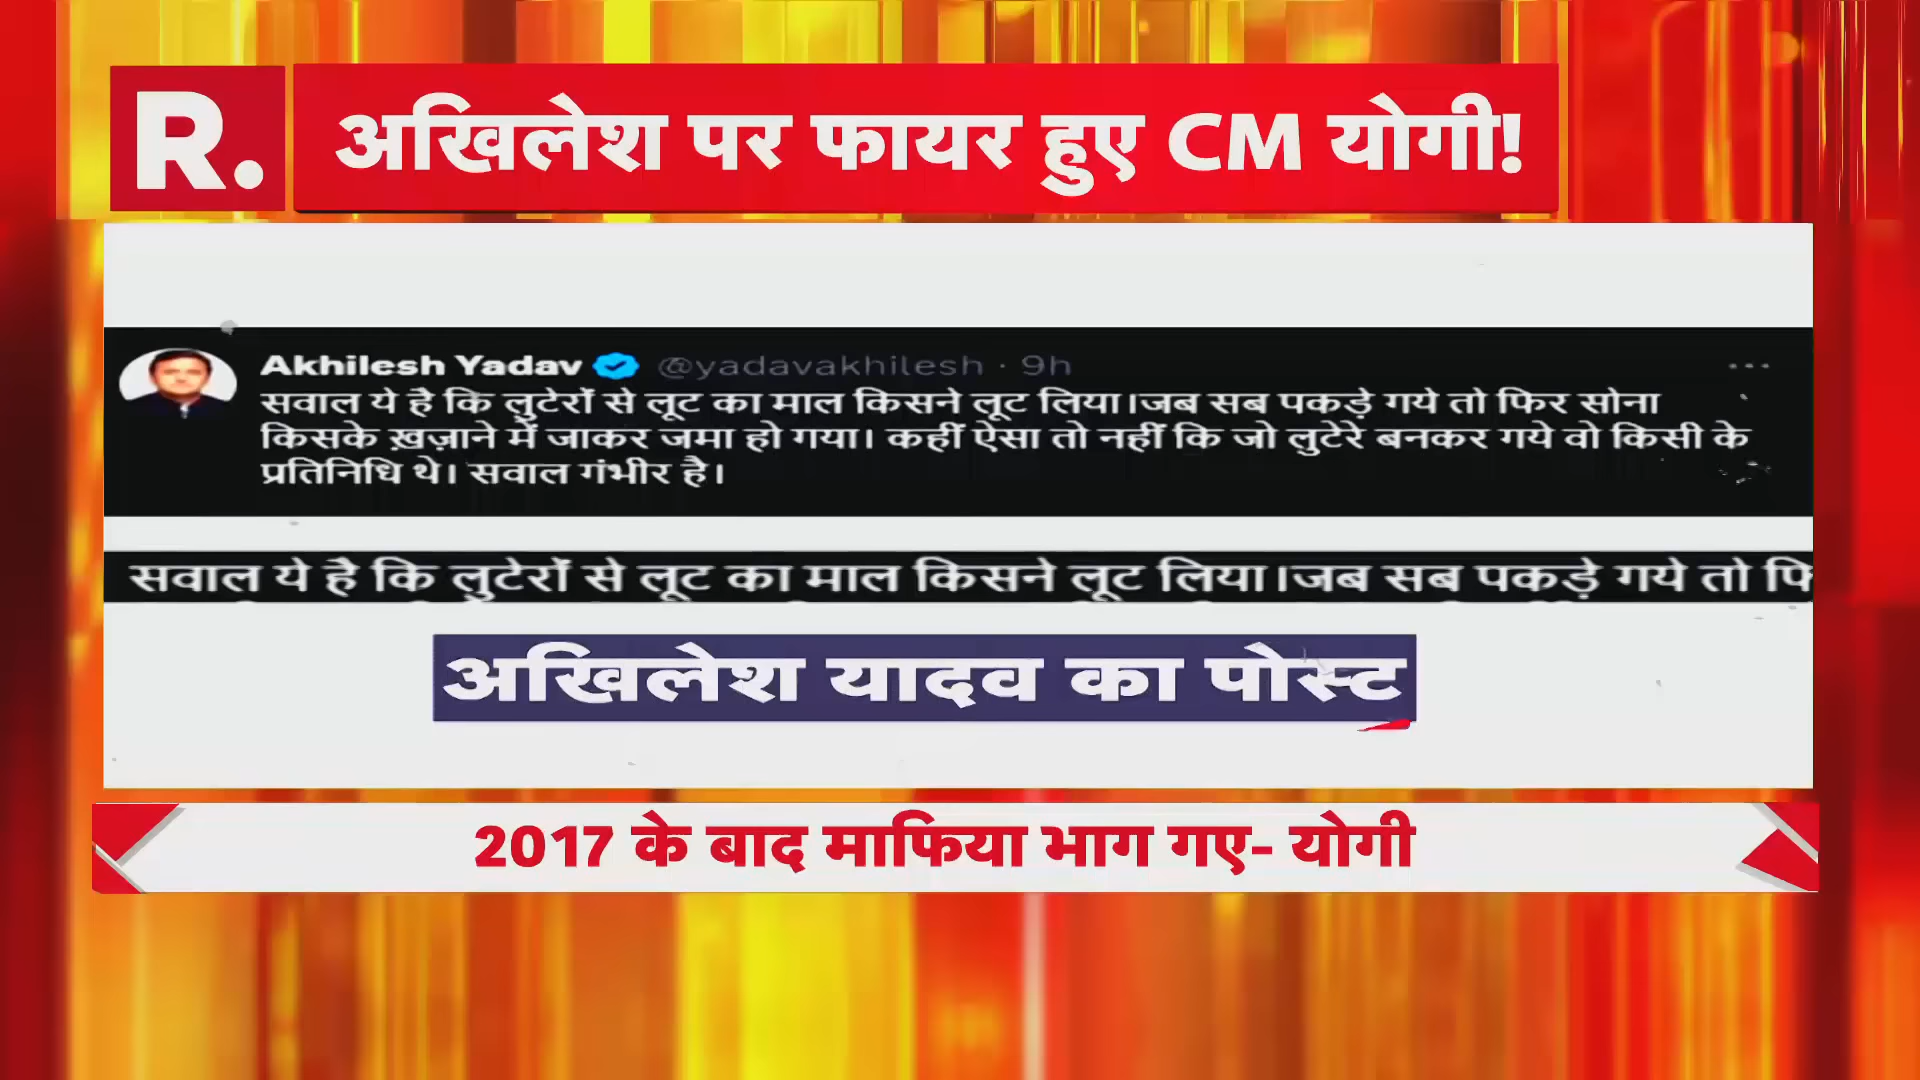 R.
अखिलेश पर फायर हुए CM योगी!
Akhilesh Yadav @yadavakhilesh · 9h
सवाल ये है कि लुटेरों से लूट का माल किसने लूट लिया।जब सब पकड़े गये तो फिर सोना
किसके ख़ज़ाने में जाकर जमा हो गया। कहीं ऐसा तो नहीं कि जो लुटेरे बनकर गये वो किसी के
प्रतिनिधि थे। सवाल गंभीर है।
सवाल ये है कि लुटेरों से लूट का माल किसने लूट लिया।जब सब पकड़े गये तो फि
अखिलेश यादव का पोस्ट
2017 के बाद माफिया भाग गए- योगी